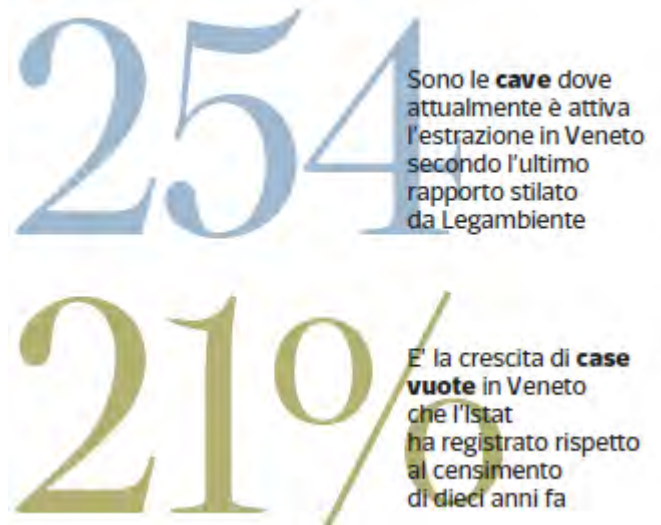 254
Sono le cave dove
attualmente è attiva
l'estrazione in Veneto
secondo l'ultimo
rapporto stilato
da Legambiente
21%
E' la crescita di case
vuote in Veneto
che l'Istat
ha registrato rispetto
al censimento
di dieci anni fa